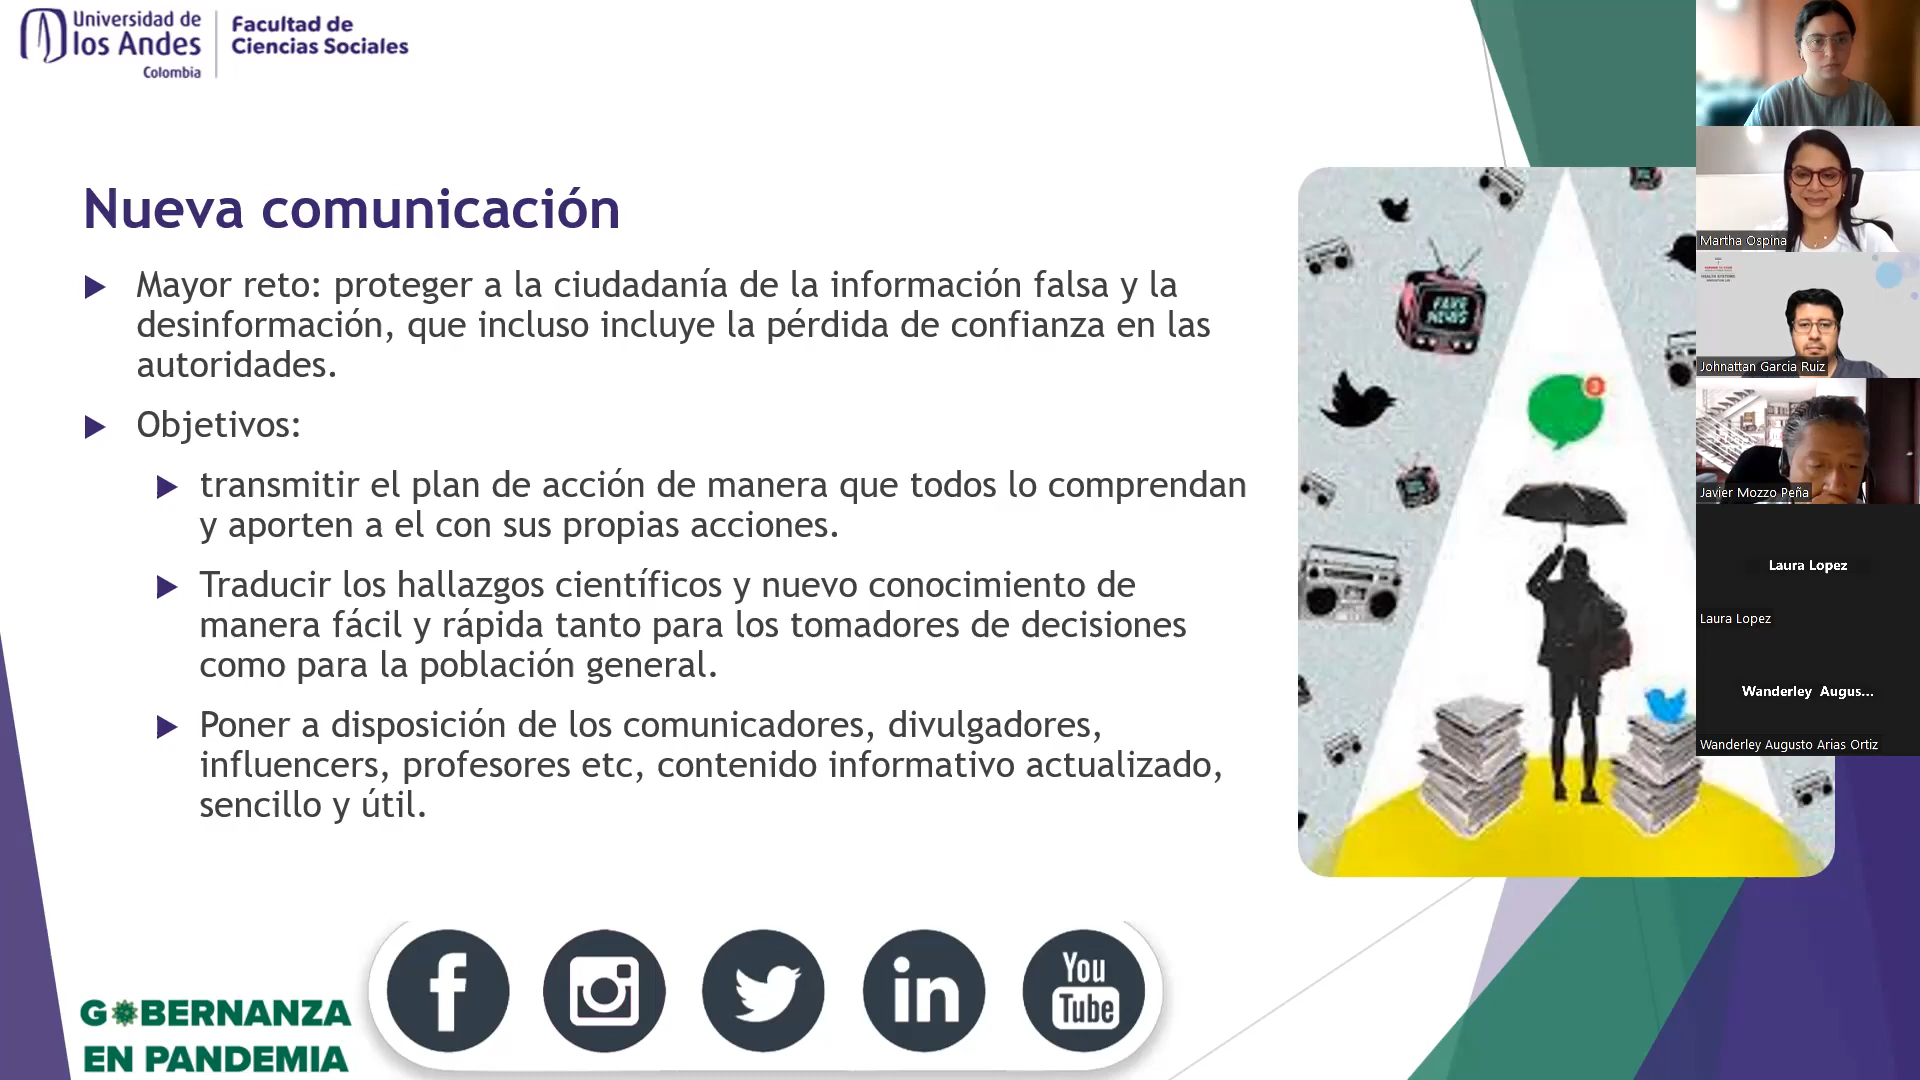 Universidad de
los Andes
Colombia
Facultad de
Ciencias Sociales
Nueva comunicación
Mayor reto: proteger a la ciudadanía de la información falsa y la
desinformación, que incluso incluye la pérdida de confianza en las
autoridades.
Objetivos:
transmitir el plan de acción de manera que todos lo comprendan
y aporten a el con sus propias acciones.
Traducir los hallazgos científicos y nuevo conocimiento de
manera fácil y rápida tanto para los tomadores de decisiones
como para la población general.
Poner a disposición de los comunicadores, divulgadores,
influencers, profesores etc, contenido informativo actualizado,
sencillo y útil.
FAKE
NEWS
3
GOBERNANZA
EN PANDEMIA
f
in
You
Tube
Martha Ospina
Johnattan Garcia Ruiz
Javier Mozzo Peña
Laura Lopez
Laura Lopez
Wanderley Augus...
Wanderley Augusto Arias Ortiz